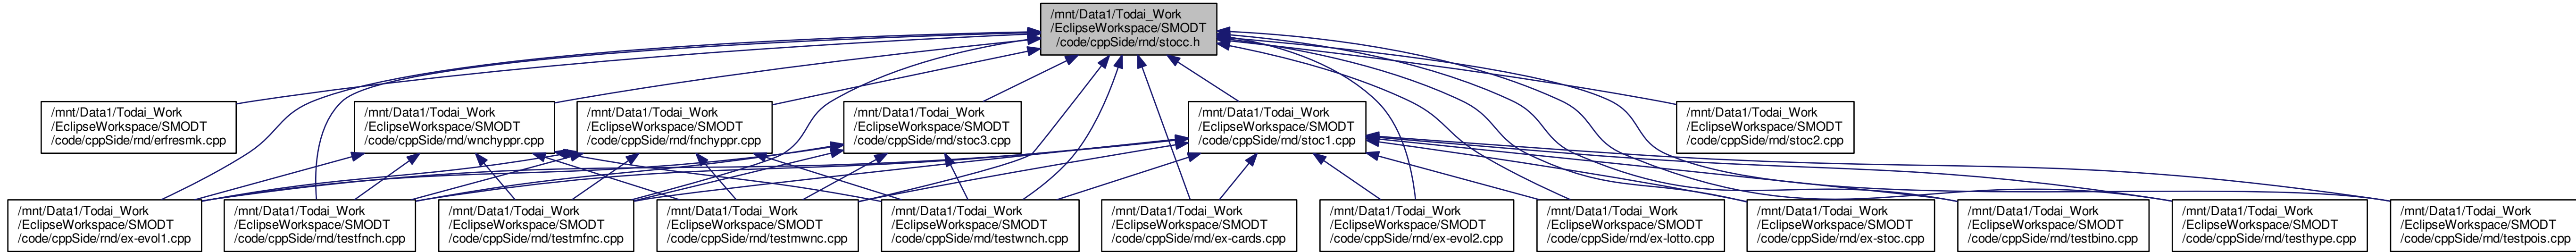 /mnt/Data1/Todai_Work
/EclipseWorkspace/SMODT
/code/cppSide/rnd/stocc.h
/mnt/Data1/Todai_Work
/EclipseWorkspace/SMODT
/code/cppSide/rnd/erfresmk.cpp
/mnt/Data1/Todai_Work
/EclipseWorkspace/SMODT
/code/cppSide/rnd/wnchyppr.cpp
/mnt/Data1/Todai_Work
/EclipseWorkspace/SMODT
/code/cppSide/rnd/fnchyppr.cpp
/mnt/Data1/Todai_Work
/EclipseWorkspace/SMODT
/code/cppSide/rnd/stoc3.cpp
/mnt/Data1/Todai_Work
/EclipseWorkspace/SMODT
/code/cppSide/rnd/stoc1.cpp
/mnt/Data1/Todai_Work
/EclipseWorkspace/SMODT
/code/cppSide/rnd/stoc2.cpp
/mnt/Data1/Todai_Work
/EclipseWorkspace/SMODT
/code/cppSide/rnd/ex-evol1.cpp
/mnt/Data1/Todai_Work
/EclipseWorkspace/SMODT
/code/cppSide/rnd/testfnch.cpp
/mnt/Data1/Todai_Work
/EclipseWorkspace/SMODT
/code/cppSide/rnd/testmfnc.cpp
/mnt/Data1/Todai_Work
/EclipseWorkspace/SMODT
/code/cppSide/rnd/testmwnc.cpp
/mnt/Data1/Todai_Work
/EclipseWorkspace/SMODT
/code/cppSide/rnd/testwnch.cpp
/mnt/Data1/Todai_Work
/EclipseWorkspace/SMODT
/code/cppSide/rnd/ex-cards.cpp
/mnt/Data1/Todai_Work
/EclipseWorkspace/SMODT
/code/cppSide/rnd/ex-evol2.cpp
/mnt/Data1/Todai_Work
/EclipseWorkspace/SMODT
/code/cppSide/rnd/ex-lotto.cpp
/mnt/Data1/Todai_Work
/EclipseWorkspace/SMODT
/code/cppSide/rnd/ex-stoc.cpp
/mnt/Data1/Todai_Work
/EclipseWorkspace/SMODT
/code/cppSide/rnd/testbino.cpp
/mnt/Data1/Todai_Work
/EclipseWorkspace/SMODT
/code/cppSide/rnd/testhype.cpp
/mnt/Data1/Todai_Work
/EclipseWorkspace/SMODT
/code/cppSide/rnd/testpois.cpp